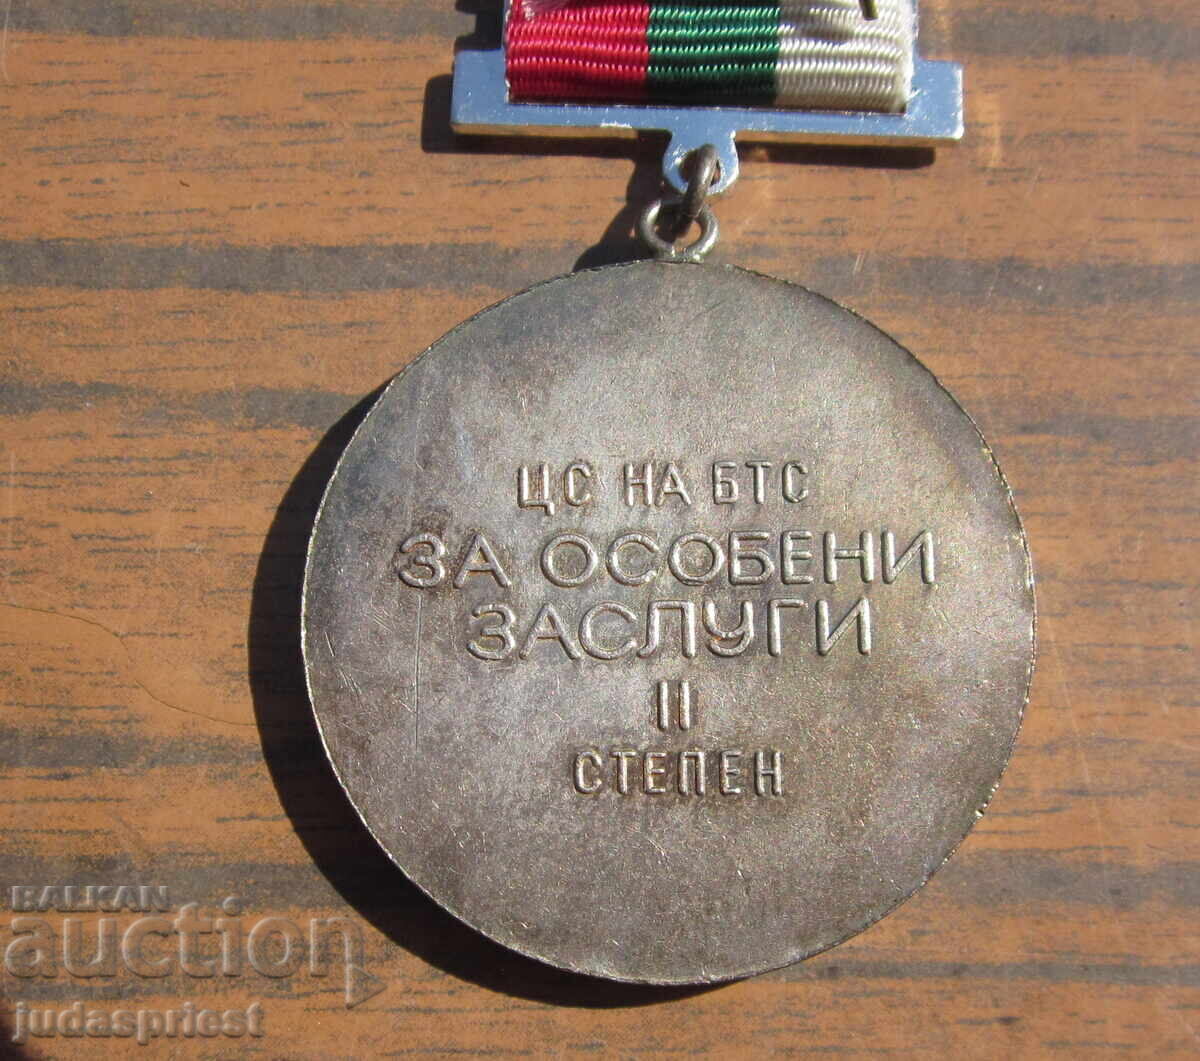 ЦС НА БТС
ЗА ОСОБЕНИ
ЗАСЛУГИ
II
СТЕПЕН
BALKAN
auction
judaspriest